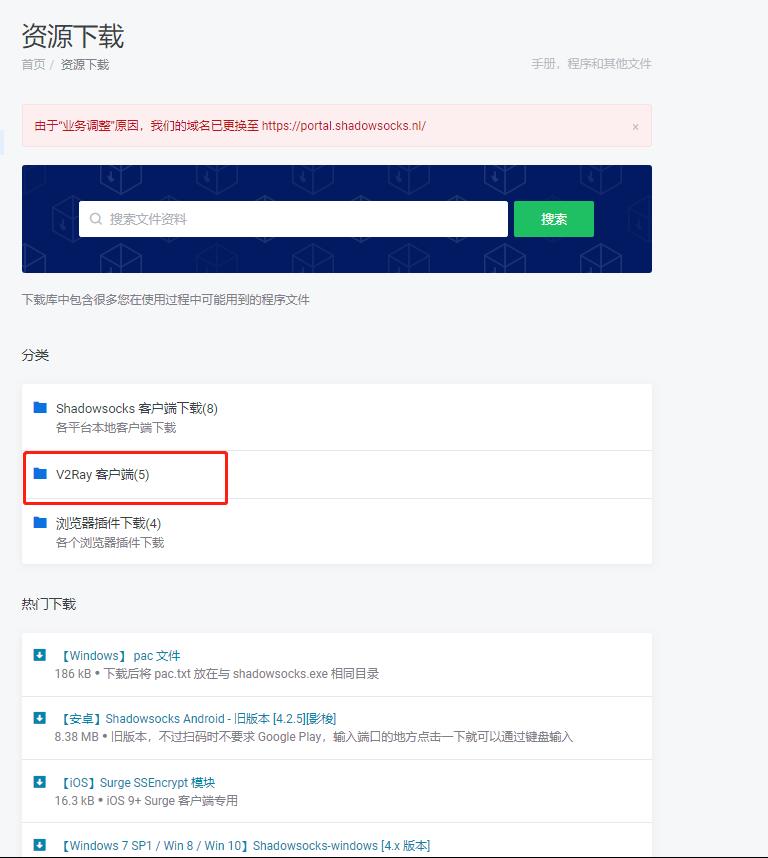 资源下载
首页 / 资源下载
手册，程序和其他文件
由于“业务调整”原因，我们的域名已更换至 https://portal.shadowsocks.nl/ ×
搜索文件资料 搜索
下载库中包含很多您在使用过程中可能用到的程序文件
分类
Shadowsocks 客户端下载(8)
各平台本地客户端下载
V2Ray 客户端(5)
浏览器插件下载(4)
各个浏览器插件下载
热门下载
【Windows】 pac 文件
186 kB • 下载后将 pac.txt 放在与 shadowsocks.exe 相同目录
【安卓】Shadowsocks Android - 旧版本 [4.2.5][影梭]
8.38 MB • 旧版本，不过扫码时不要求 Google Play，输入端口的地方点击一下就可以通过键盘输入
【iOS】Surge SSEncrypt 模块
16.3 kB • iOS 9+ Surge 客户端专用
【Windows 7 SP1 / Win 8 / Win 10】Shadowsocks-windows [4.x 版本]